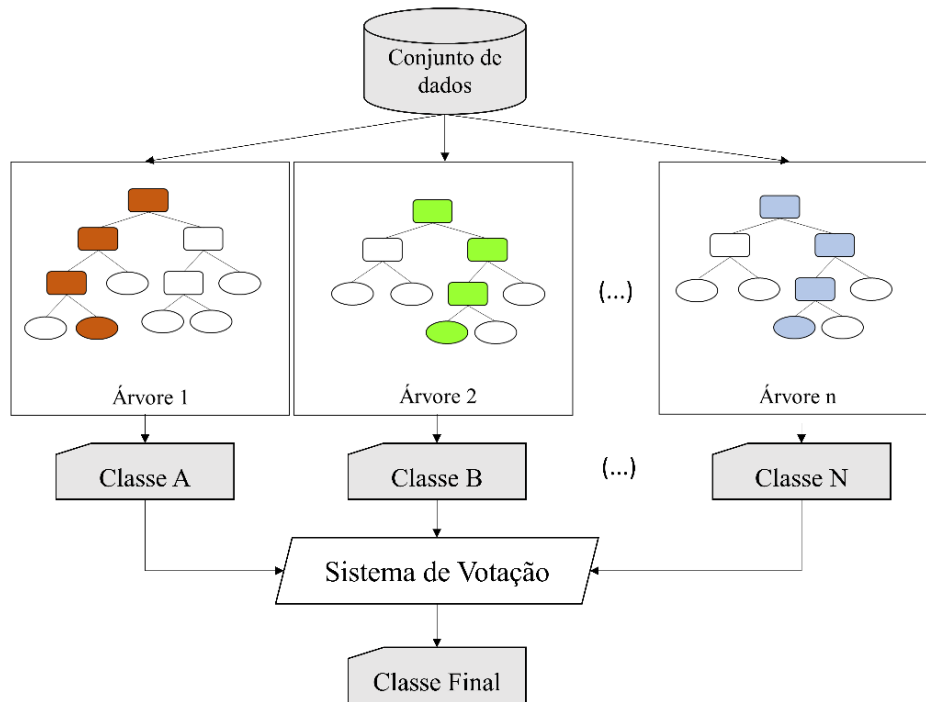 Conjunto de
dados
(...)
Árvore 1
Árvore 2
Árvore n
Classe A
Classe B
(...)
Classe N
Sistema de Votação
Classe Final